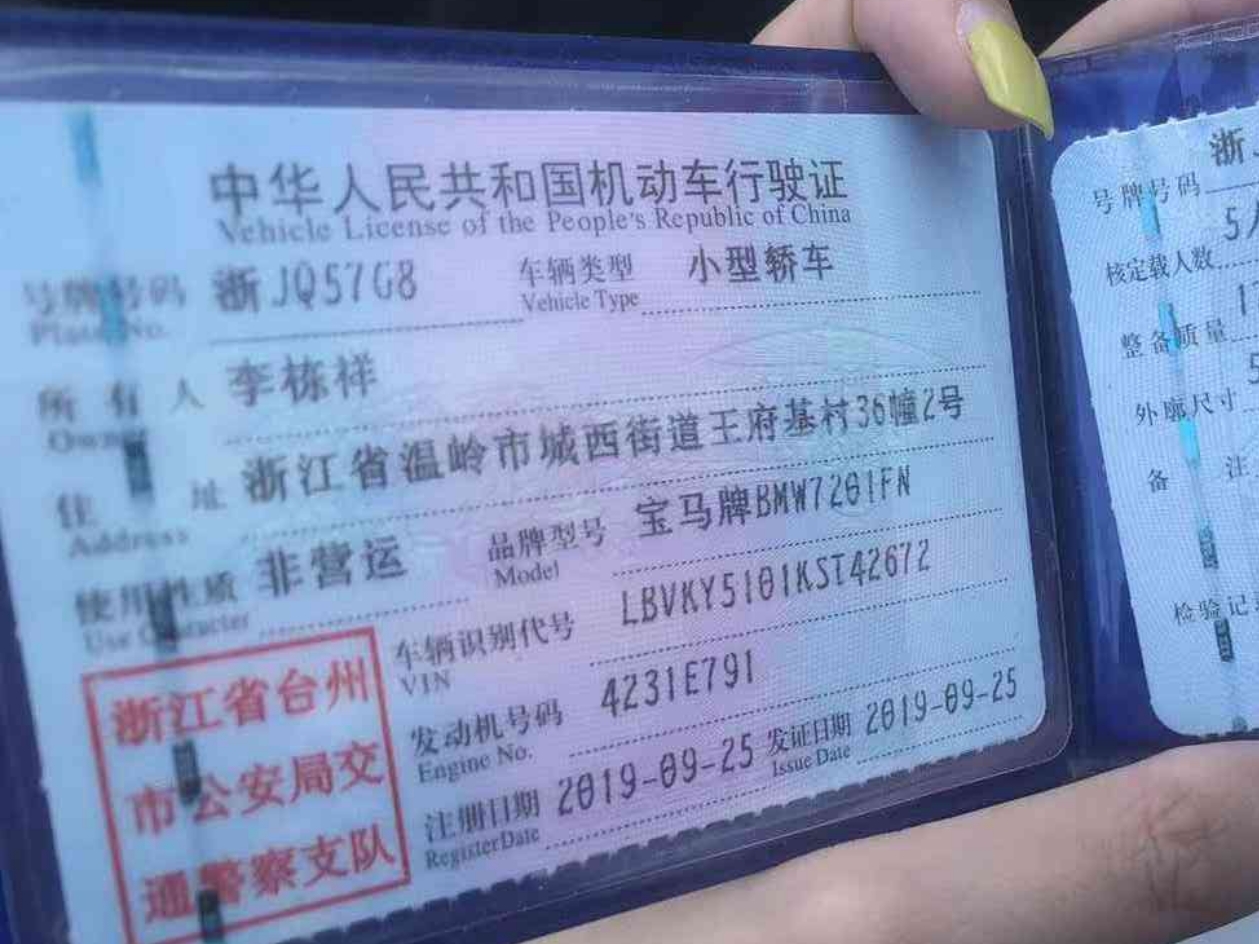 中华人民共和国机动车行驶证
Vehicle License of the People's Republic of China
号牌号码 浙JQ57G8 车辆类型 小型轿车
Plate No. Vehicle Type
所有人 李栋祥
Owner
住址 浙江省温岭市城西街道王府基村36幢2号
Address
使用性质 非营运 品牌型号 宝马牌BMW7201FN
Use Character Model
车辆识别代号 LBVKY5101KST42672
VIN
发动机号码 4231E791
Engine No.
注册日期 2019-09-25 发证日期 2019-09-25
Register Date Issue Date
浙江省台州
市公安局交
通警察支队
浙
号牌号码
核定载人数
整备质量
外廓尺寸
备注
检验记